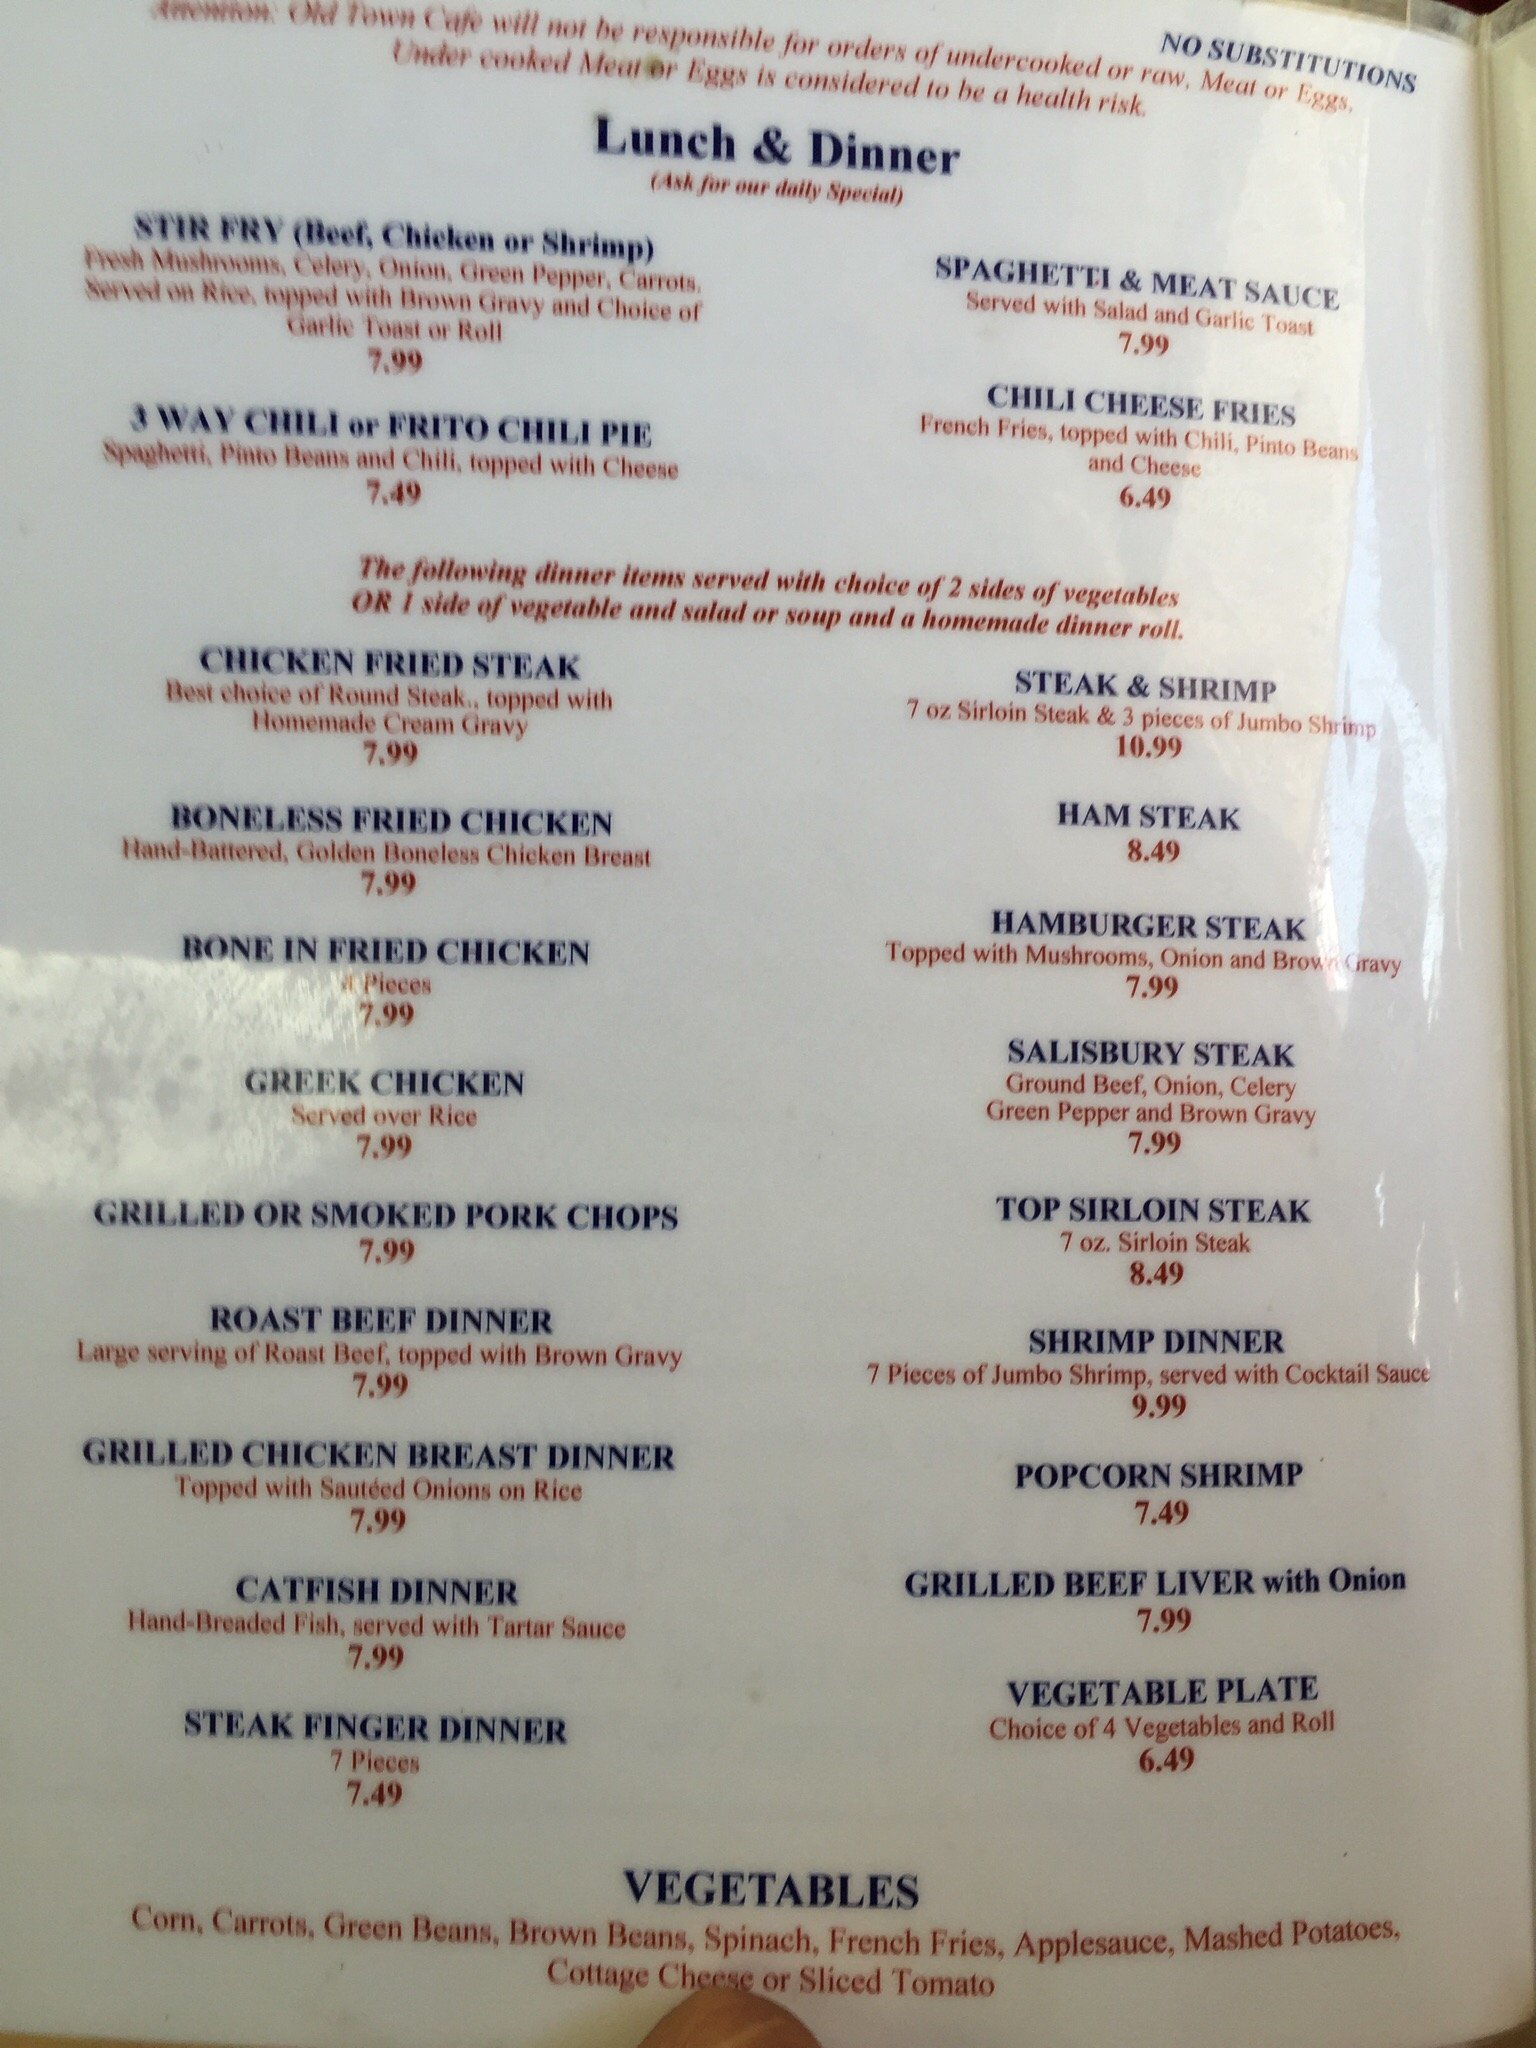 NO SUBSTITUTIONS
Attention: Old Town Cafe will not be responsible for orders of undercooked or raw, Meat or Eggs.
Under cooked Meat or Eggs is considered to be a health risk.
Lunch & Dinner
(Ask for our daily Special)
STIR FRY (Beef, Chicken or Shrimp)
Fresh Mushrooms, Celery, Onion, Green Pepper, Carrots.
Served on Rice, topped with Brown Gravy and Choice of
Garlic Toast or Roll
7.99
3 WAY CHILI or FRITO CHILI PIE
Spaghetti, Pinto Beans and Chili, topped with Cheese
7.49
SPAGHETTI & MEAT SAUCE
Served with Salad and Garlic Toast
7.99
CHILI CHEESE FRIES
French Fries, topped with Chili, Pinto Beans
and Cheese
6.49
The following dinner items served with choice of 2 sides of vegetables
OR 1 side of vegetable and salad or soup and a homemade dinner roll.
CHICKEN FRIED STEAK
Best choice of Round Steak., topped with
Homemade Cream Gravy
7.99
BONELESS FRIED CHICKEN
Hand-Battered, Golden Boneless Chicken Breast
7.99
BONE IN FRIED CHICKEN
4 Pieces
7.99
GREEK CHICKEN
Served over Rice
7.99
GRILLED OR SMOKED PORK CHOPS
7.99
ROAST BEEF DINNER
Large serving of Roast Beef, topped with Brown Gravy
7.99
GRILLED CHICKEN BREAST DINNER
Topped with Sautéed Onions on Rice
7.99
CATFISH DINNER
Hand-Breaded Fish, served with Tartar Sauce
7.99
STEAK FINGER DINNER
7 Pieces
7.49
STEAK & SHRIMP
7 oz Sirloin Steak & 3 pieces of Jumbo Shrimp
10.99
HAM STEAK
8.49
HAMBURGER STEAK
Topped with Mushrooms, Onion and Brown Gravy
7.99
SALISBURY STEAK
Ground Beef, Onion, Celery
Green Pepper and Brown Gravy
7.99
TOP SIRLOIN STEAK
7 oz. Sirloin Steak
8.49
SHRIMP DINNER
7 Pieces of Jumbo Shrimp, served with Cocktail Sauce
9.99
POPCORN SHRIMP
7.49
GRILLED BEEF LIVER with Onion
7.99
VEGETABLE PLATE
Choice of 4 Vegetables and Roll
6.49
VEGETABLES
Corn, Carrots, Green Beans, Brown Beans, Spinach, French Fries, Applesauce, Mashed Potatoes,
Cottage Cheese or Sliced Tomato